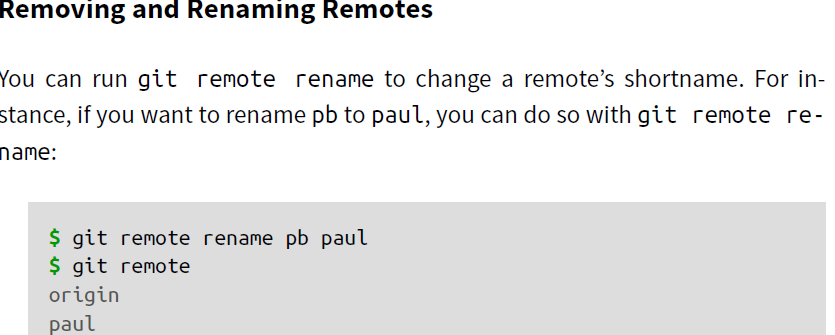 Removing and Renaming Remotes
You can run git remote rename to change a remote’s shortname. For in-
stance, if you want to rename pb to paul, you can do so with git remote re-
name:
$ git remote rename pb paul
$ git remote
origin
paul